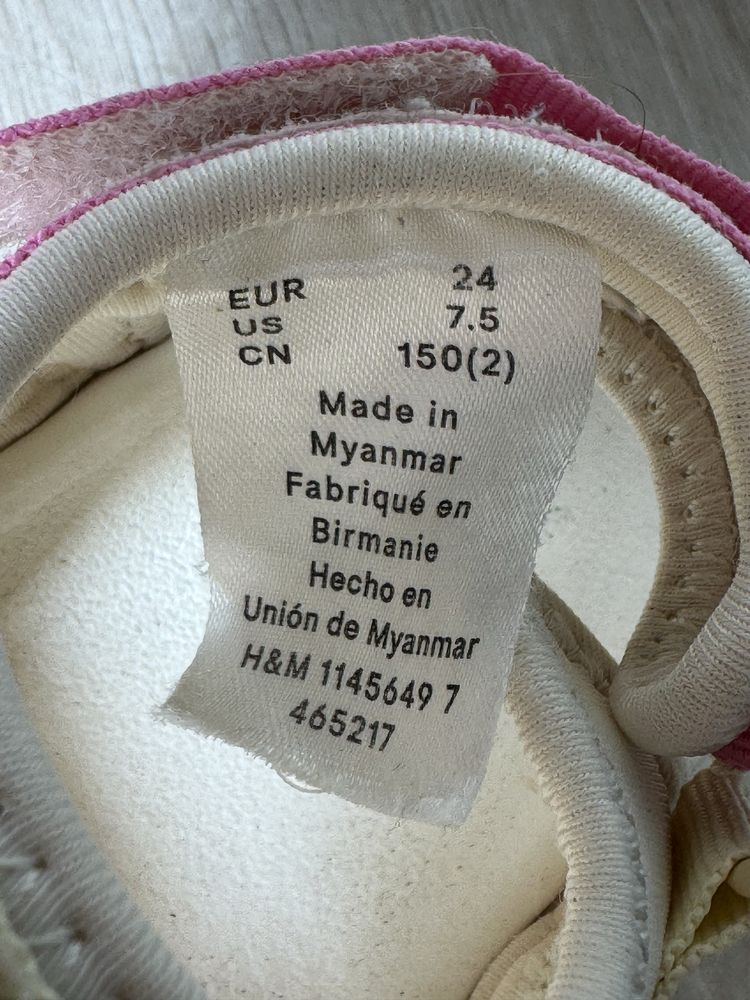 EUR 24
US 7.5
CN 150(2)
Made in
Myanmar
Fabriqué en
Birmanie
Hecho en
Unión de Myanmar
H&M 1145649 7
465217